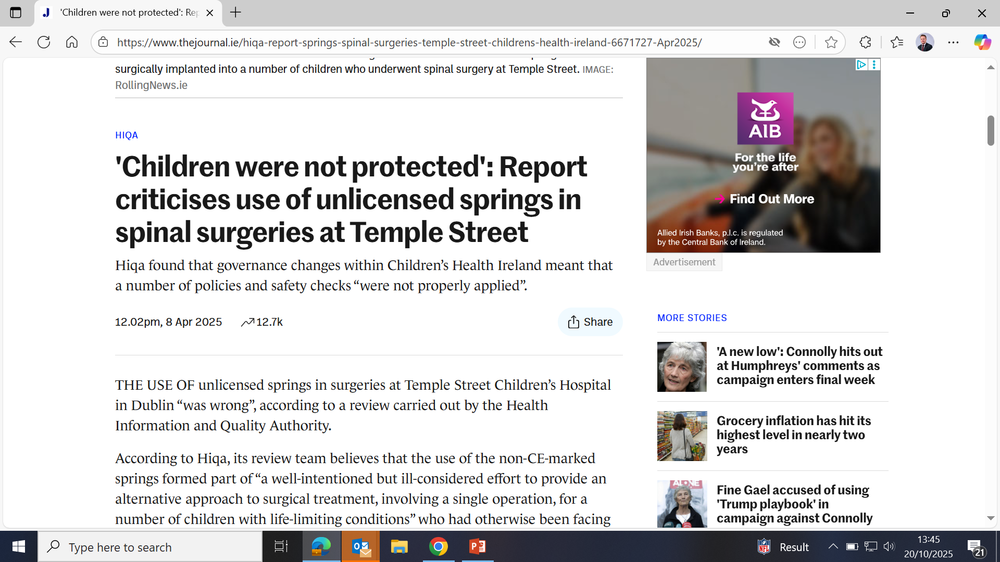 'Children were not protected': Rep
https://www.thejournal.ie/hiqa-report-springs-spinal-surgeries-temple-street-childrens-health-ireland-6671727-Apr2025/
surgically implanted into a number of children who underwent spinal surgery at Temple Street. IMAGE:
RollingNews.ie
HIQA
'Children were not protected': Report
criticises use of unlicensed springs in
spinal surgeries at Temple Street
Hiqa found that governance changes within Children’s Health Ireland meant that
a number of policies and safety checks “were not properly applied”.
12.02pm, 8 Apr 2025 12.7k
Share
THE USE OF unlicensed springs in surgeries at Temple Street Children’s Hospital
in Dublin “was wrong”, according to a review carried out by the Health
Information and Quality Authority.
According to Hiqa, its review team believes that the use of the non-CE-marked
springs formed part of “a well-intentioned but ill-considered effort to provide an
alternative approach to surgical treatment, involving a single operation, for a
number of children with life-limiting conditions” who had otherwise been facing
AIB
For the life
you’re after
Find Out More
Allied Irish Banks, p.l.c. is regulated
by the Central Bank of Ireland.
Advertisement
MORE STORIES
'A new low': Connolly hits out
at Humphreys' comments as
campaign enters final week
Grocery inflation has hit its
highest level in nearly two
years
ALONE
Fine Gael accused of using
'Trump playbook' in
campaign against Connolly
Type here to search
NFL
Result
13:45
20/10/2025
21